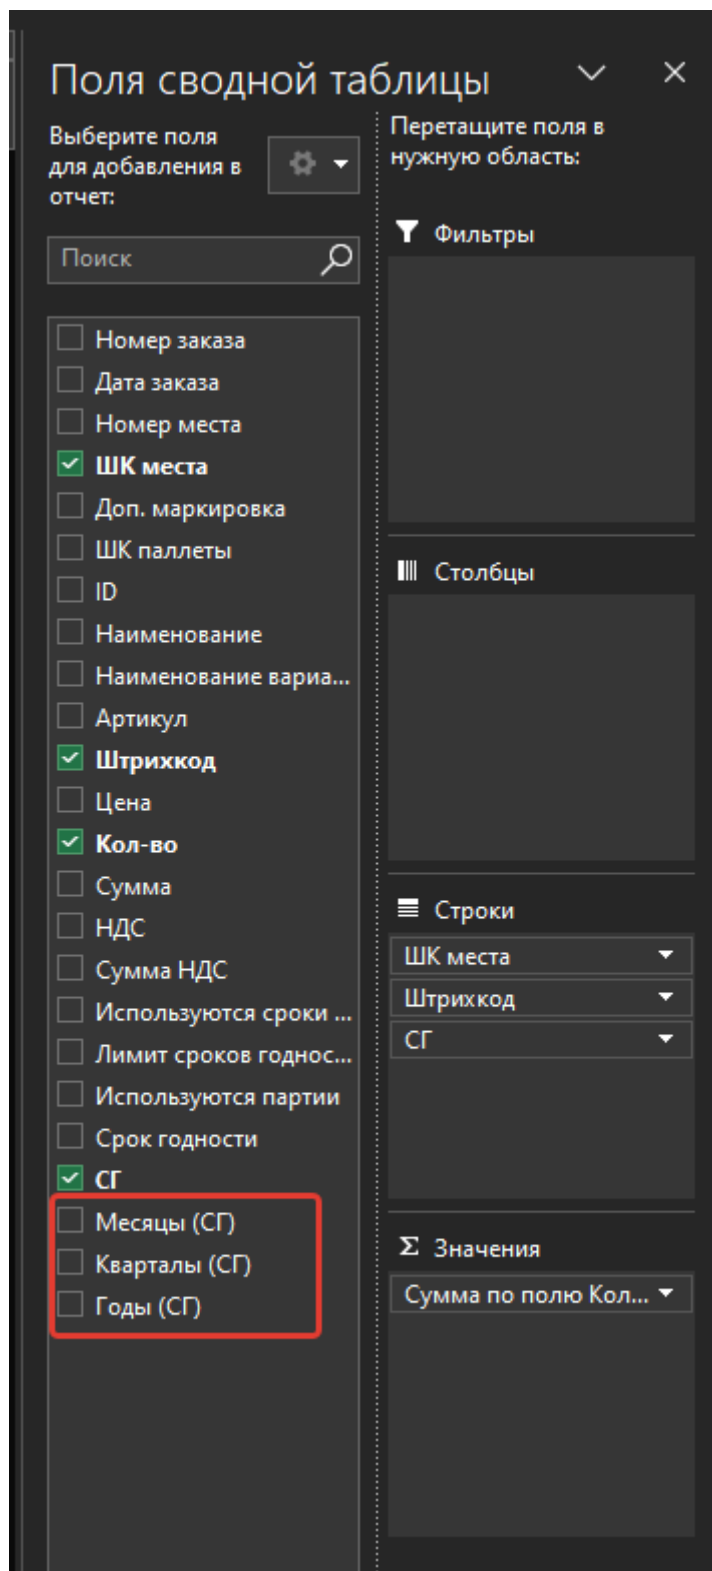 Поля сводной таблицы
Выберите поля
для добавления в
отчет:
Поиск
Номер заказа
Дата заказа
Номер места
ШК места
Доп. маркировка
ШК паллеты
ID
Наименование
Наименование вариа...
Артикул
Штрихкод
Цена
Кол-во
Сумма
НДС
Сумма НДС
Используются сроки ...
Лимит сроков годнос...
Используются партии
Срок годности
СГ
Месяцы (СГ)
Кварталы (СГ)
Годы (СГ)
Перетащите поля в
нужную область:
Фильтры
Столбцы
Строки
ШК места
Штрихкод
СГ
Σ Значения
Сумма по полю Кол...